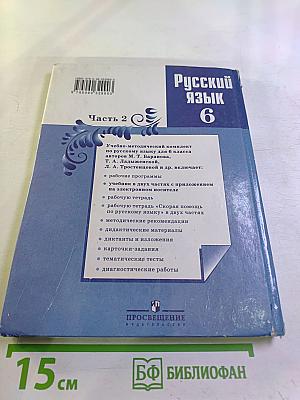 Русский
язык
6
Часть 2
Учебно-методический комплект
по русскому языку для 6 класса
авторов М. Т. Баранова,
Т. А. Ладыженской,
Л. А. Тростенцовой и др. включает:
• рабочие программы
• учебник в двух частях с приложением
на электронном носителе
• рабочую тетрадь
• рабочую тетрадь «Скорая помощь
по русскому языку» в двух частях
• методические рекомендации
• дидактические материалы
• диктанты и изложения
• карточки-задания
• тематические тесты
• диагностические работы
ПРОСВЕЩЕНИЕ
ИЗДАТЕЛЬСТВО
15 см
БФ БИБЛИОФАН